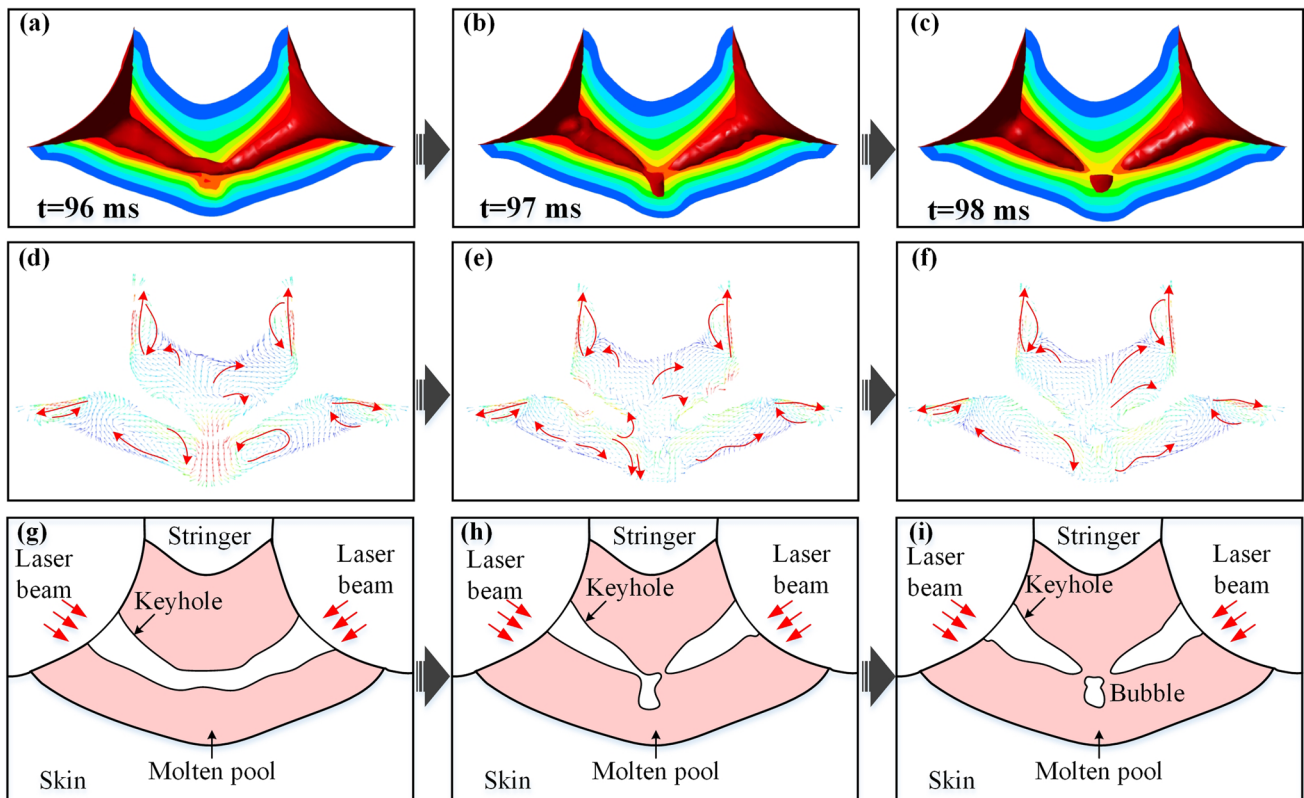 (a)
t=96 ms
(b)
t=97 ms
(c)
t=98 ms
(d)
(e)
(f)
(g)
Stringer
Laser
beam
Laser
beam
Keyhole
Molten pool
Skin
(h)
Stringer
Laser
beam
Laser
beam
Keyhole
Molten pool
Skin
(i)
Stringer
Laser
beam
Laser
beam
Keyhole
Bubble
Molten pool
Skin